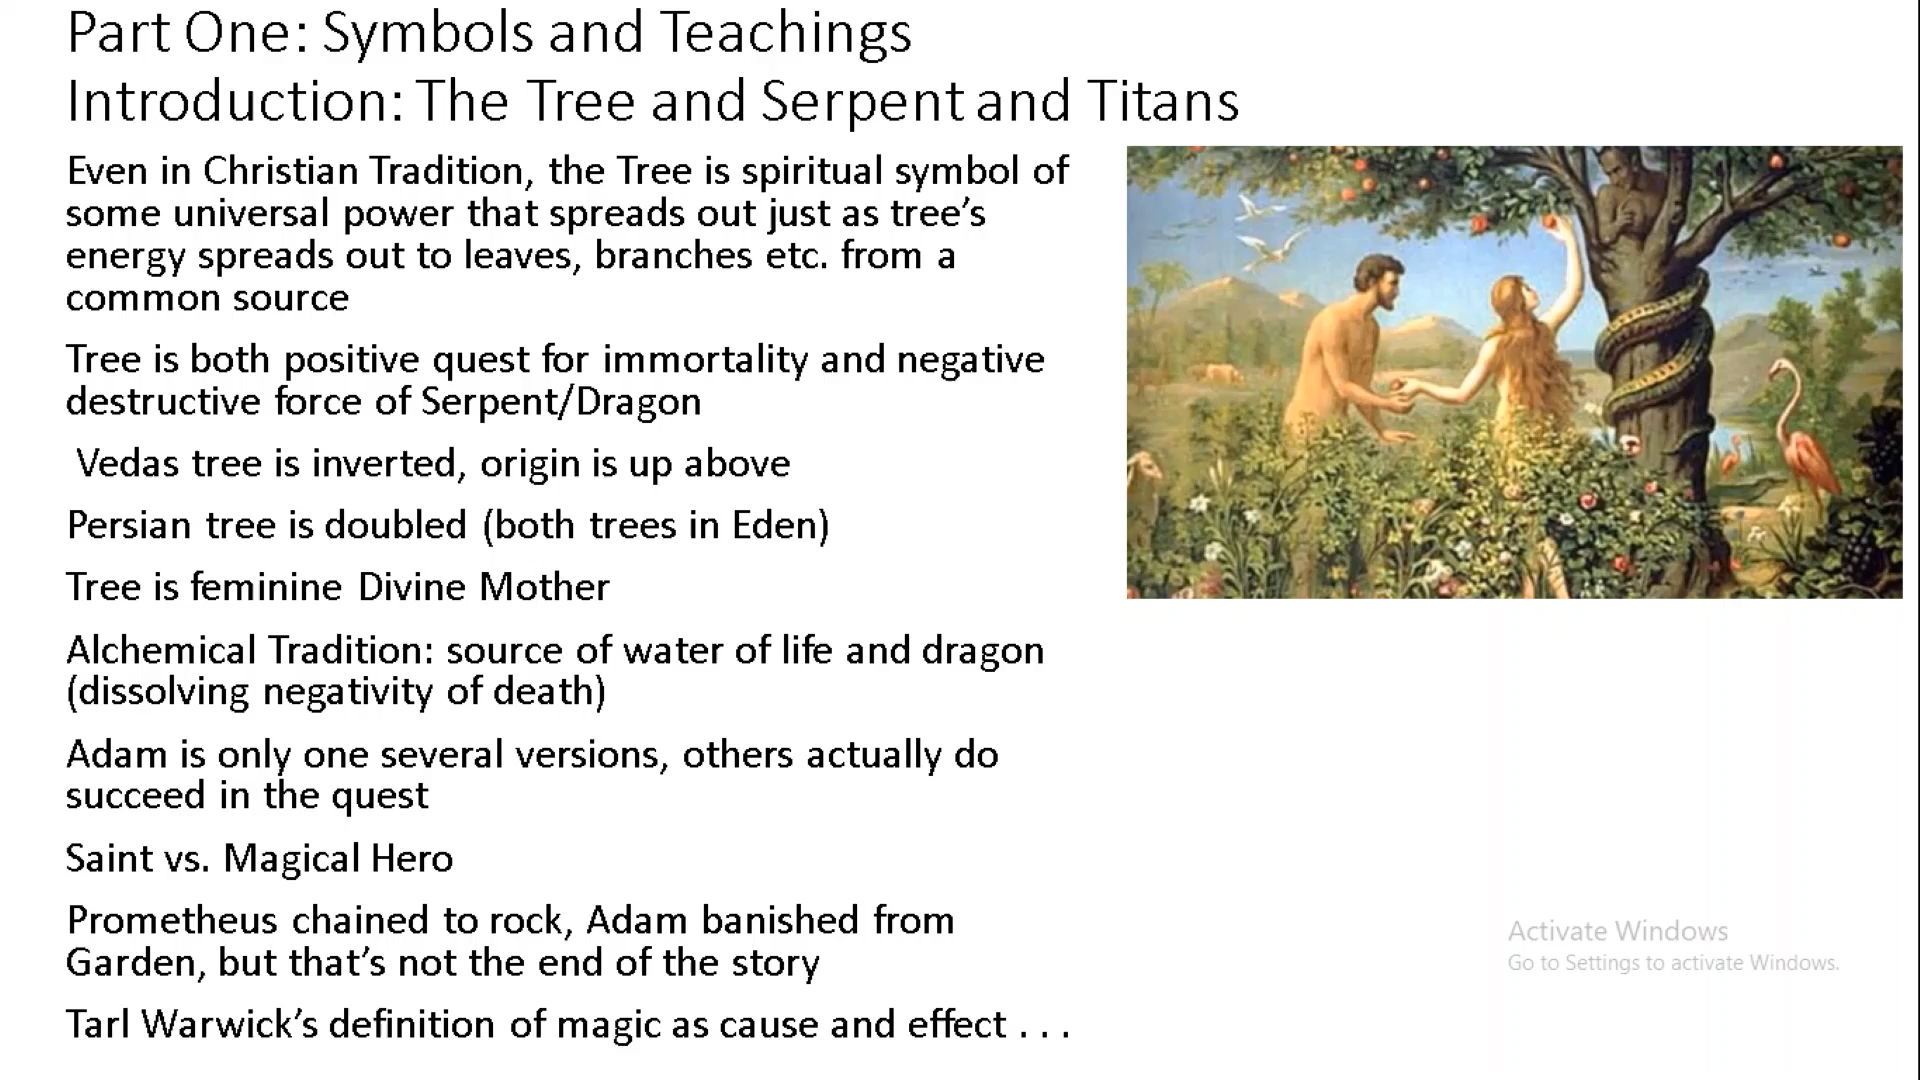 Part One: Symbols and Teachings
Introduction: The Tree and Serpent and Titans
Even in Christian Tradition, the Tree is spiritual symbol of
some universal power that spreads out just as tree’s
energy spreads out to leaves, branches etc. from a
common source
Tree is both positive quest for immortality and negative
destructive force of Serpent/Dragon
Vedas tree is inverted, origin is up above
Persian tree is doubled (both trees in Eden)
Tree is feminine Divine Mother
Alchemical Tradition: source of water of life and dragon
(dissolving negativity of death)
Adam is only one several versions, others actually do
succeed in the quest
Saint vs. Magical Hero
Prometheus chained to rock, Adam banished from
Garden, but that’s not the end of the story
Tarl Warwick’s definition of magic as cause and effect . . .
Activate Windows
Go to Settings to activate Windows.